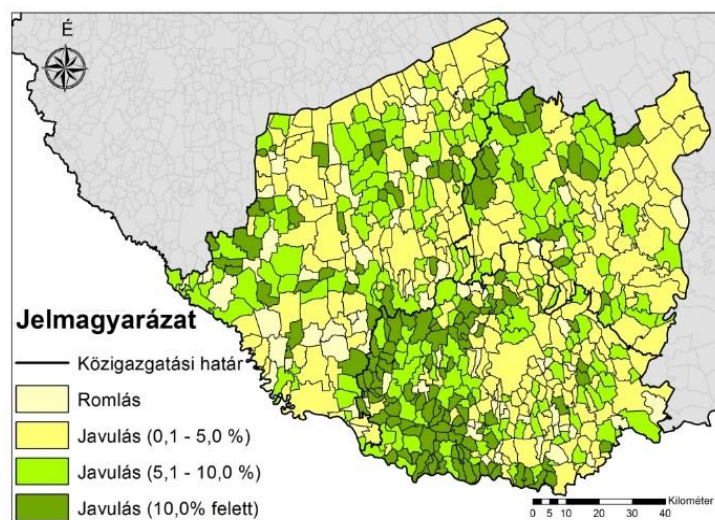 É
Jelmagyarázat
Közigazgatási határ
Romlás
Javulás (0,1 - 5,0 %)
Javulás (5,1 - 10,0 %)
Javulás (10,0% felett)
Kilométer
0 5 10 20 30 40